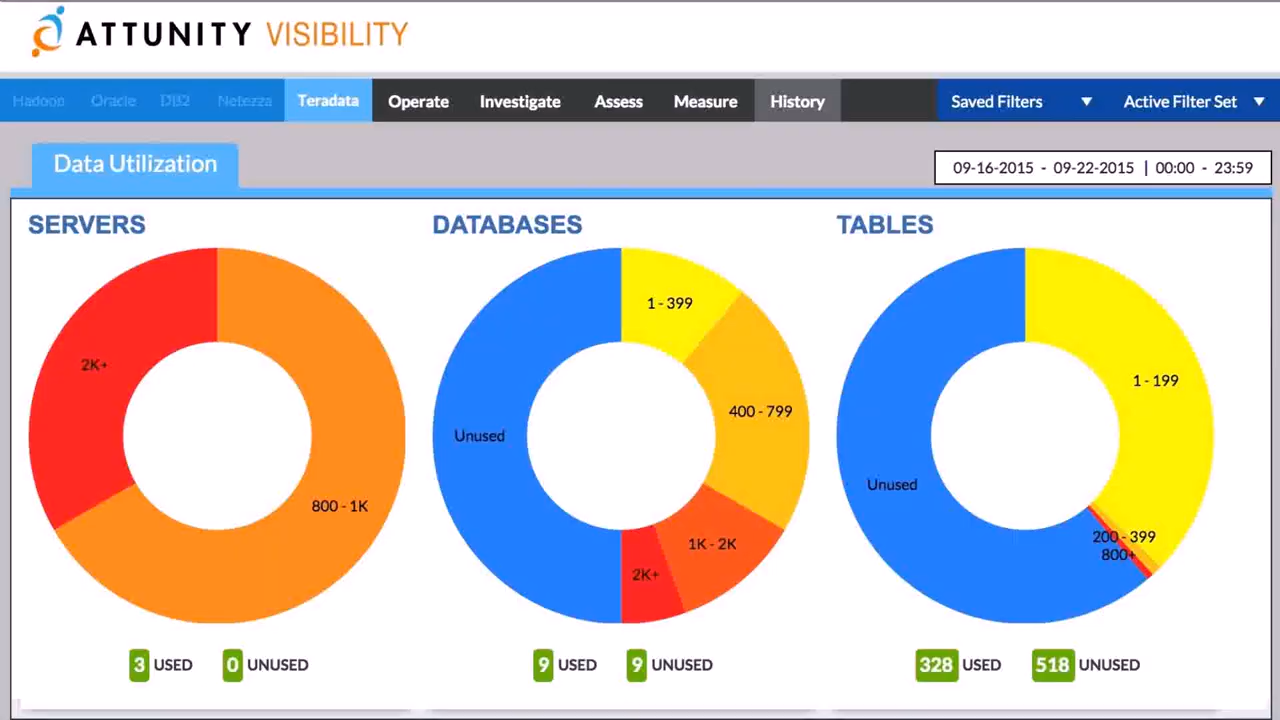 ATTUNITY VISIBILITY
Hadoop Oracle DB2 Netezza Teradata Operate Investigate Assess Measure History Saved Filters Active Filter Set
Data Utilization
09-16-2015 - 09-22-2015 | 00:00 - 23:59
SERVERS
2K+
800 - 1K
3 USED 0 UNUSED
DATABASES
1 - 399
400 - 799
Unused
1K - 2K
2K+
9 USED 9 UNUSED
TABLES
1 - 199
Unused
200 - 399
800+
328 USED 518 UNUSED